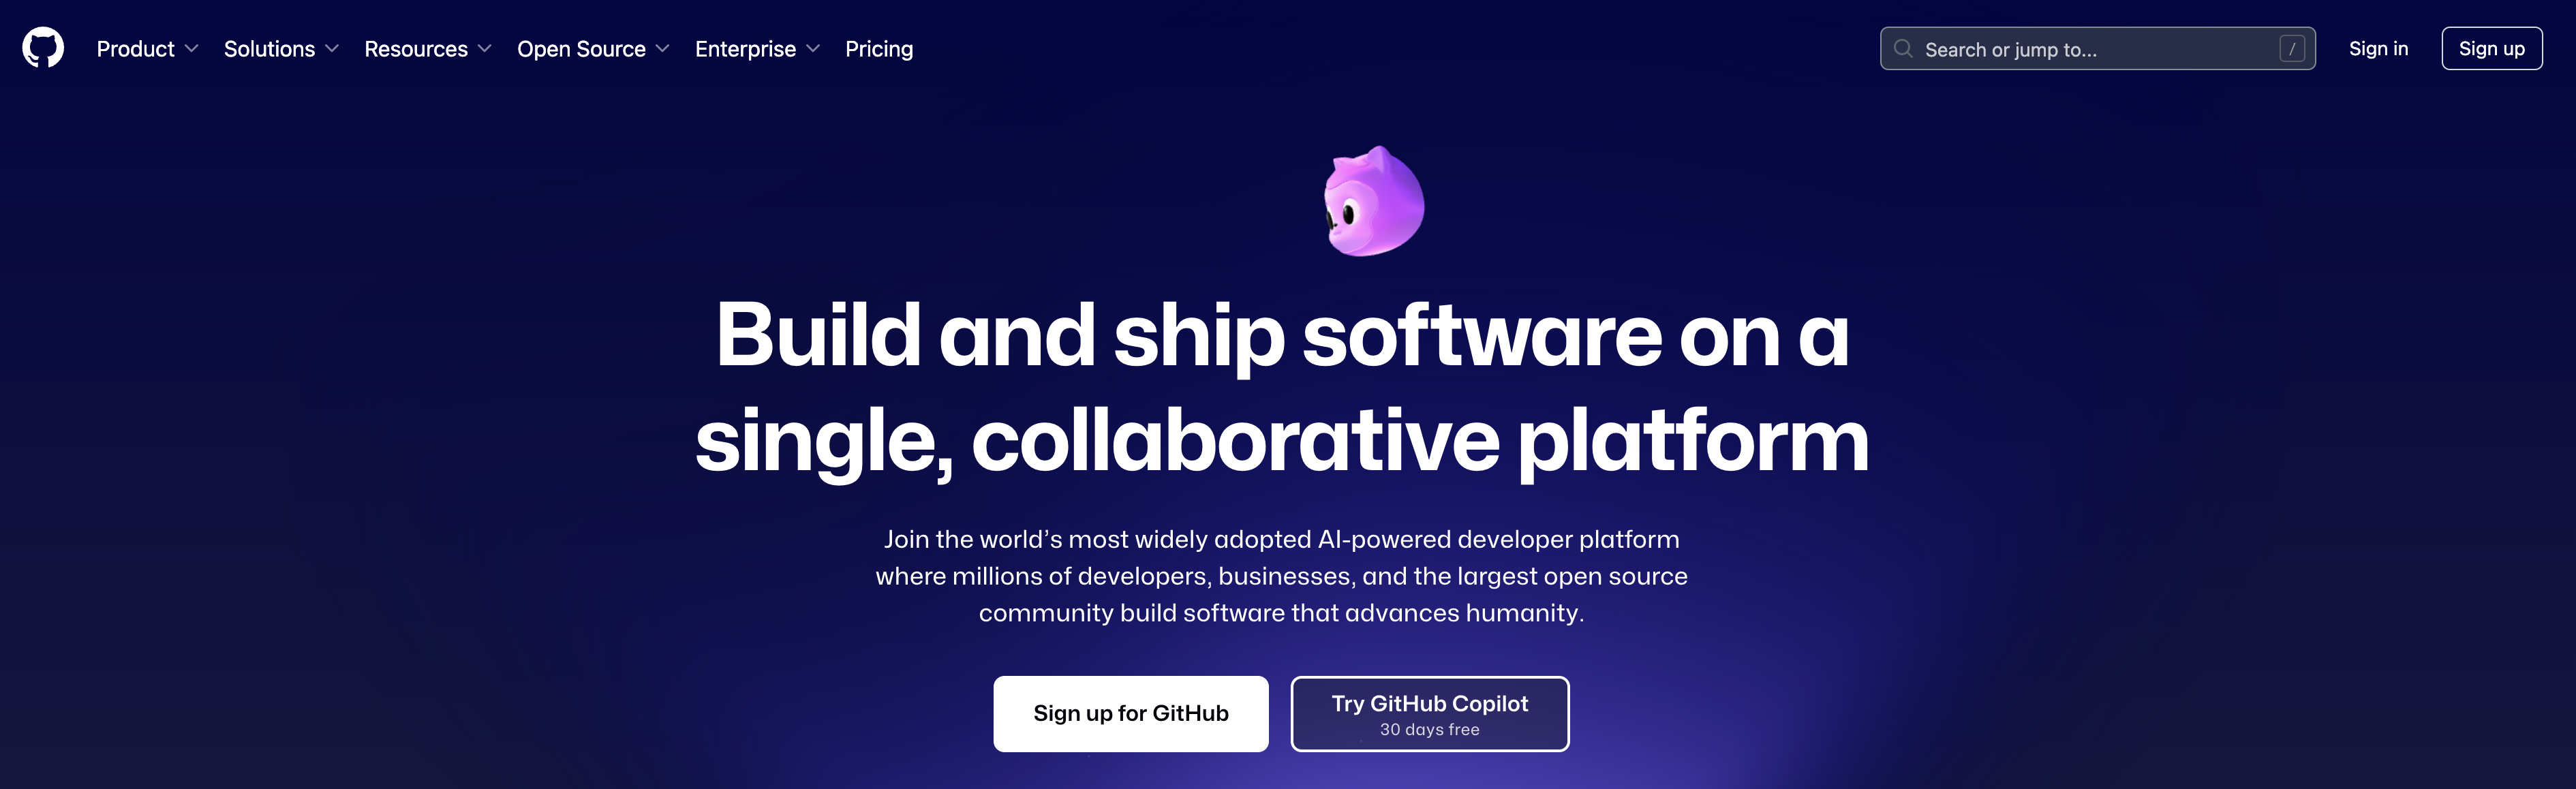 Product
Solutions
Resources
Open Source
Enterprise
Pricing
Search or jump to...
/
Sign in
Sign up
Build and ship software on a
single, collaborative platform
Join the world’s most widely adopted AI-powered developer platform
where millions of developers, businesses, and the largest open source
community build software that advances humanity.
Sign up for GitHub
Try GitHub Copilot
30 days free